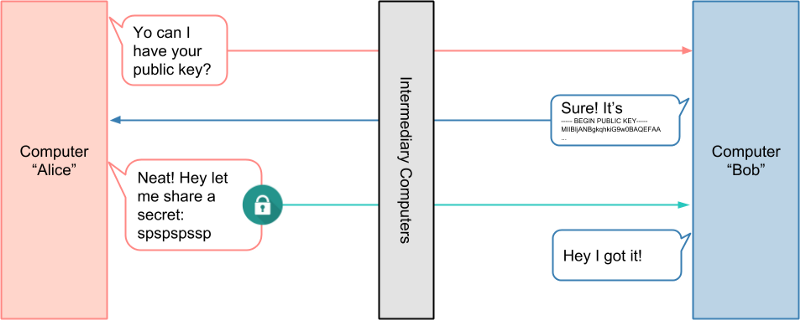 Yo can I
have your
public key?
Intermediary Computers
Sure! It's
----- BEGIN PUBLIC KEY-----
MIIBIjANBgkqhkiG9w0BAQEFAA
...
Computer
“Alice”
Computer
“Bob”
Neat! Hey let
me share a
secret:
spspspssp
Hey I got it!